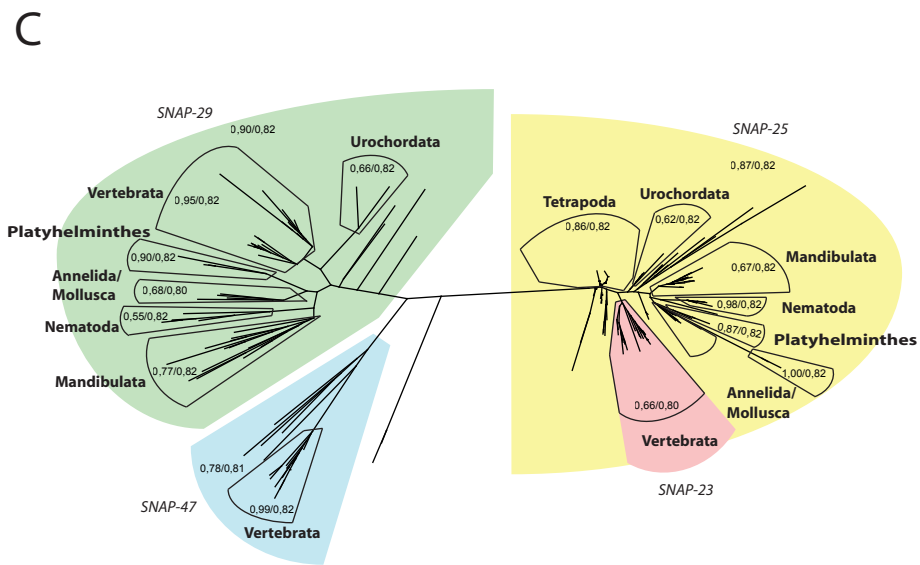 C
SNAP-29
0,90/0,82
Urochordata
0,66/0,82
Vertebrata
0,95/0,82
Platyhelminthes
0,90/0,82
Annelida/
Mollusca
0,68/0,80
Nematoda
0,55/0,82
Mandibulata
0,77/0,82
0,78/0,81
SNAP-47
0,99/0,82
Vertebrata
SNAP-25
0,87/0,82
Tetrapoda
0,86/0,82
Urochordata
0,62/0,82
Mandibulata
0,67/0,82
0,98/0,82
Nematoda
0,87/0,82
Platyhelminthes
1,00/0,82
Annelida/
Mollusca
0,66/0,80
Vertebrata
SNAP-23